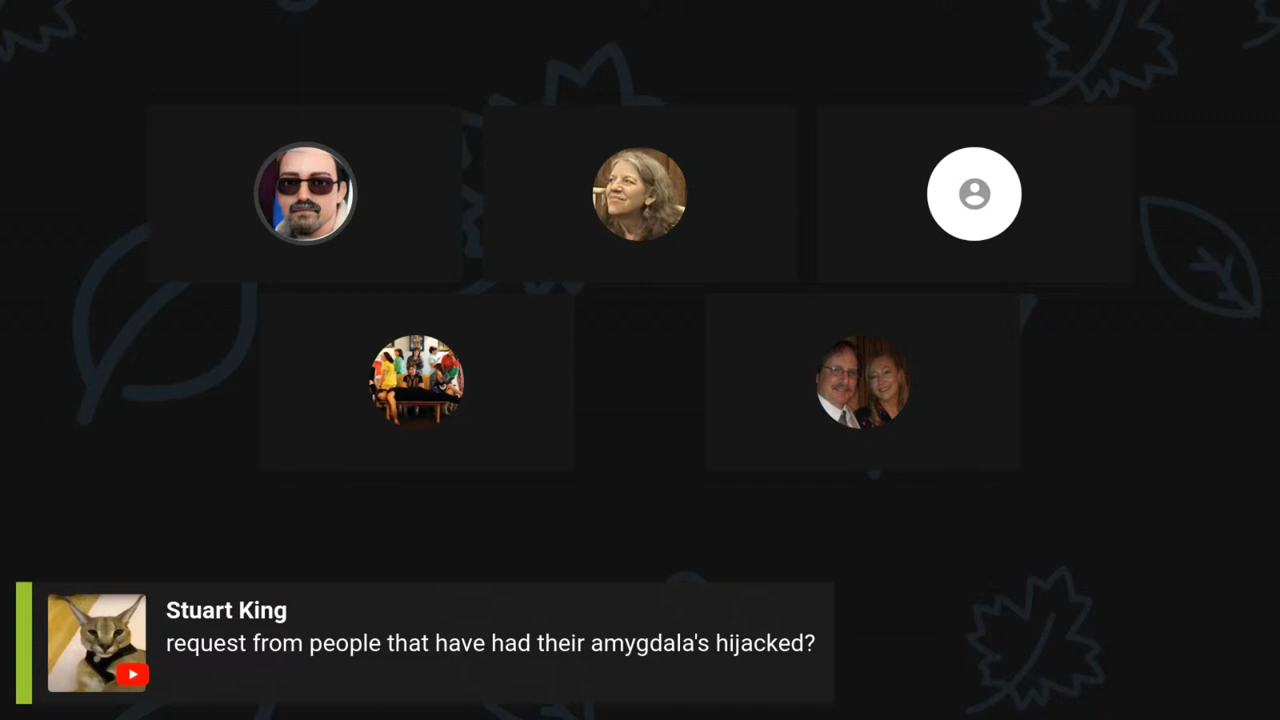 Stuart King
request from people that have had their amygdala's hijacked?